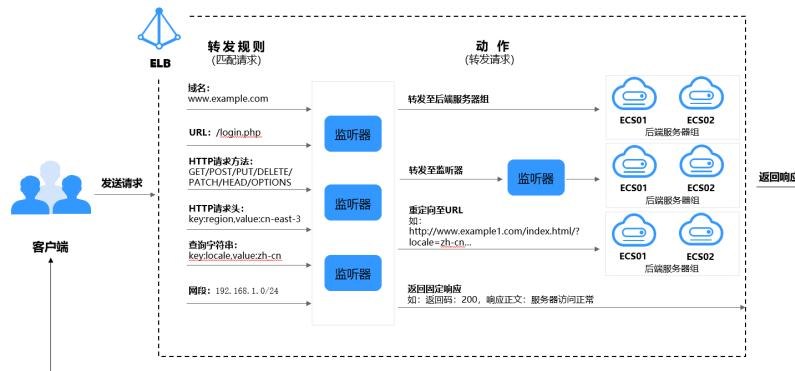 ELB
转发规则
(匹配请求)
动 作
(转发请求)
域名：
www.example.com
URL：/login.php
HTTP请求方法：
GET/POST/PUT/DELETE/
PATCH/HEAD/OPTIONS
HTTP请求头：
key:region,value:cn-east-3
查询字符串：
key:locale,value:zh-cn
网段：192.168.1.0/24
监听器
监听器
监听器
转发至后端服务器组
转发至监听器
监听器
重定向至URL
如：
http://www.example1.com/index.html/?
locale=zh-cn...
返回固定响应
如：返回码：200，响应正文：服务器访问正常
ECS01
ECS02
后端服务器组
ECS01
ECS02
后端服务器组
ECS01
ECS02
后端服务器组
发送请求
客户端
返回响应